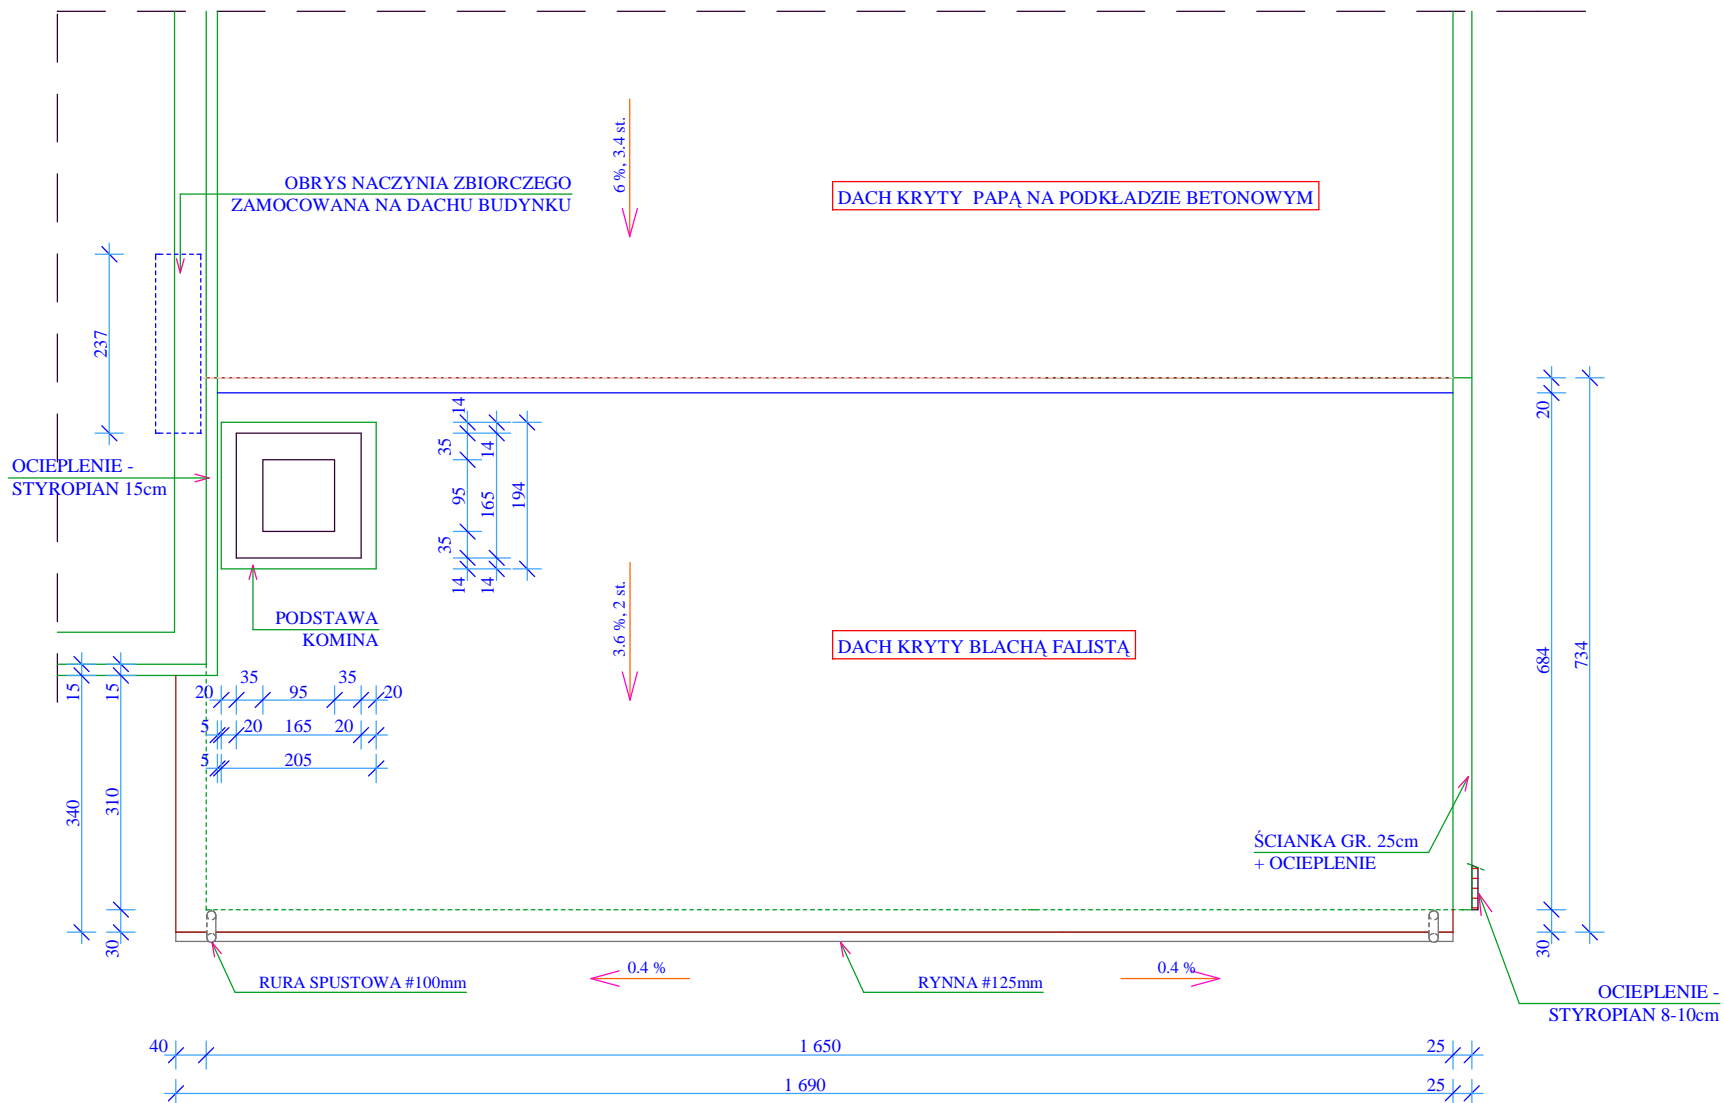 6 %, 3.4 st.
OBRYS NACZYNIA ZBIORCZEGO
ZAMOCOWANA NA DACHU BUDYNKU
DACH KRYTY  PAPĄ NA PODKŁADZIE BETONOWYM
237
OCIEPLENIE -
STYROPIAN 15cm
14
35
95
35
14
14
165
14
194
20
684
30
734
PODSTAWA
KOMINA
3.6 %, 2 st.
DACH KRYTY BLACHĄ FALISTĄ
15
340
15
310
30
20
35
95
35
20
5
20
165
20
5
205
ŚCIANKA GR. 25cm
+ OCIEPLENIE
RURA SPUSTOWA #100mm
0.4 %
RYNNA #125mm
0.4 %
OCIEPLENIE -
STYROPIAN 8-10cm
40
1 650
25
1 690
25